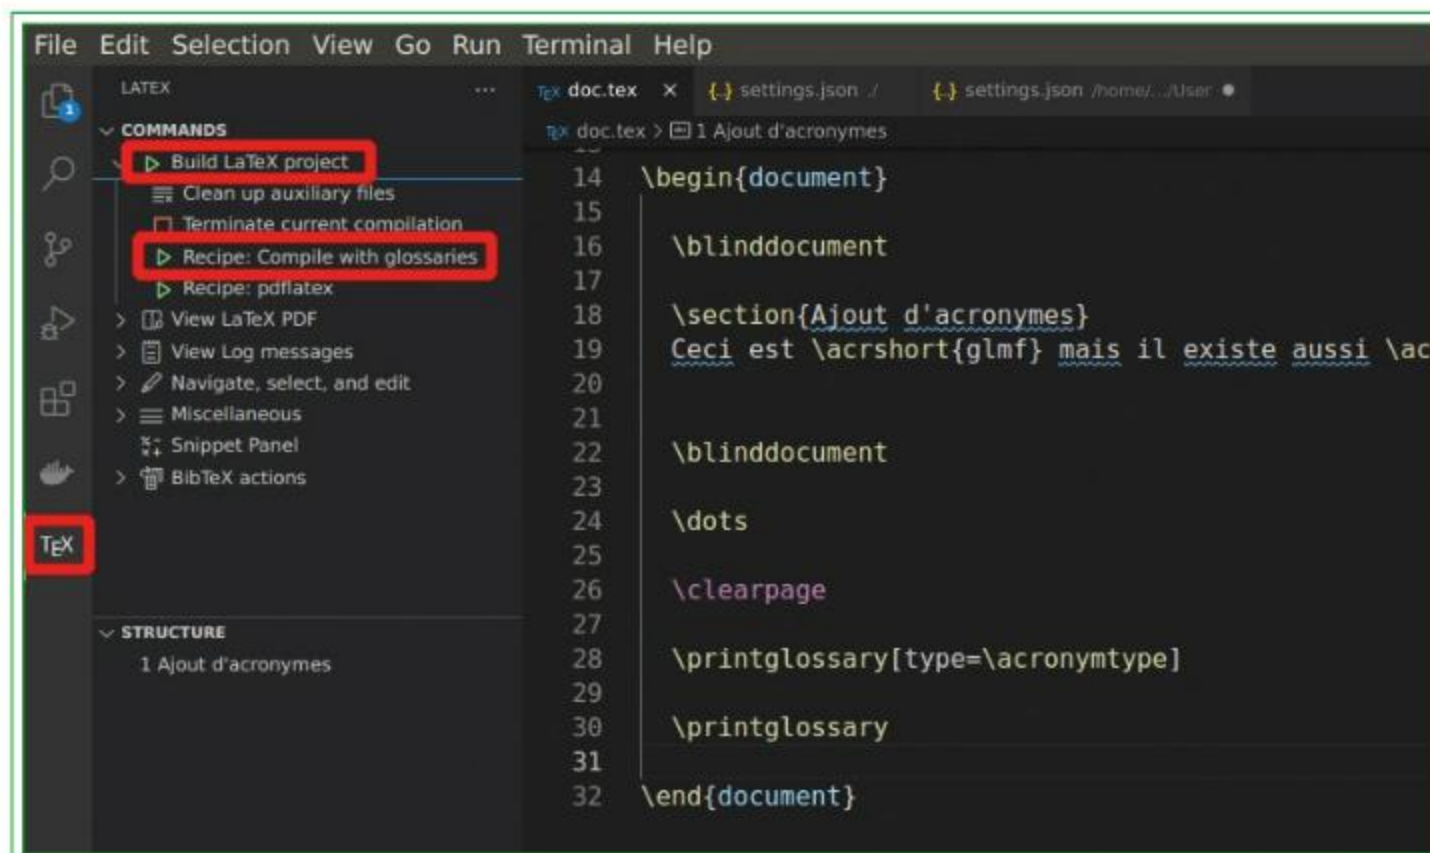 File Edit Selection View Go Run Terminal Help
LATEX ...
COMMANDS
Build LaTeX project
Clean up auxiliary files
Terminate current compilation
Recipe: Compile with glossaries
Recipe: pdflatex
View LaTeX PDF
View Log messages
Navigate, select, and edit
Miscellaneous
Snippet Panel
BibTeX actions
1
TEX
STRUCTURE
1 Ajout d'acronymes
TEX doc.tex × {..} settings.json ./ {..} settings.json /home/.../User ●
TEX doc.tex > 1 Ajout d'acronymes
14 \begin{document}
15
16 \blinddocument
17
18 \section{Ajout d'acronymes}
19 Ceci est \acrshort{glmf} mais il existe aussi \ac
20
21
22 \blinddocument
23
24 \dots
25
26 \clearpage
27
28 \printglossary[type=\acronymtype]
29
30 \printglossary
31
32 \end{document}